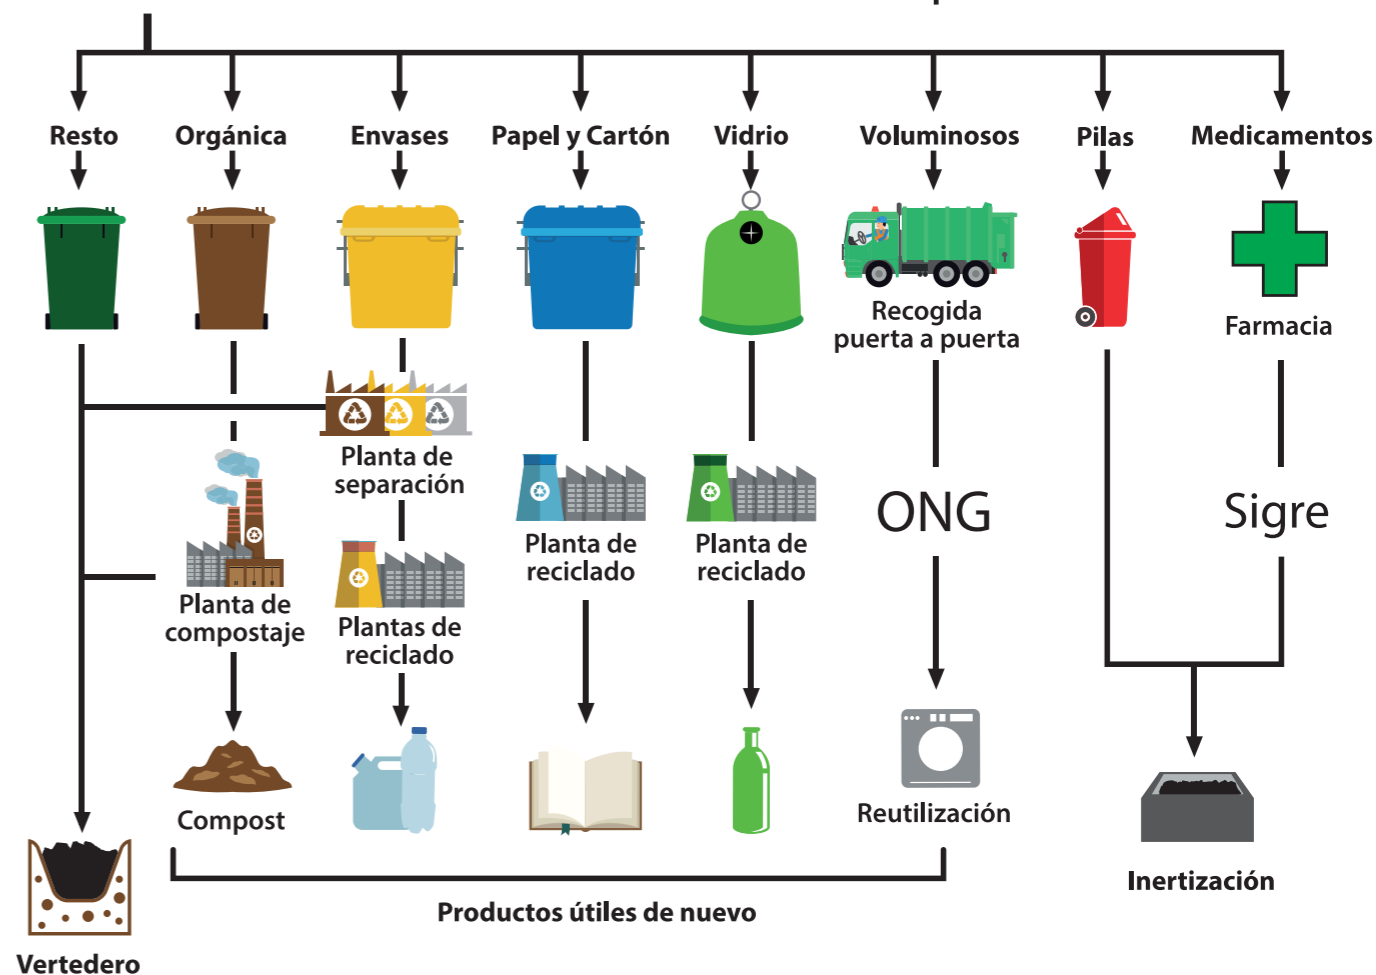 Resto
Orgánica
Envases
Papel y Cartón
Vidrio
Voluminosos
Pilas
Medicamentos
Recogida
puerta a puerta
Farmacia
Planta de
separación
ONG
Sigre
Planta de
reciclado
Planta de
reciclado
Planta de
compostaje
Plantas de
reciclado
Compost
Reutilización
Inertización
Productos útiles de nuevo
Vertedero